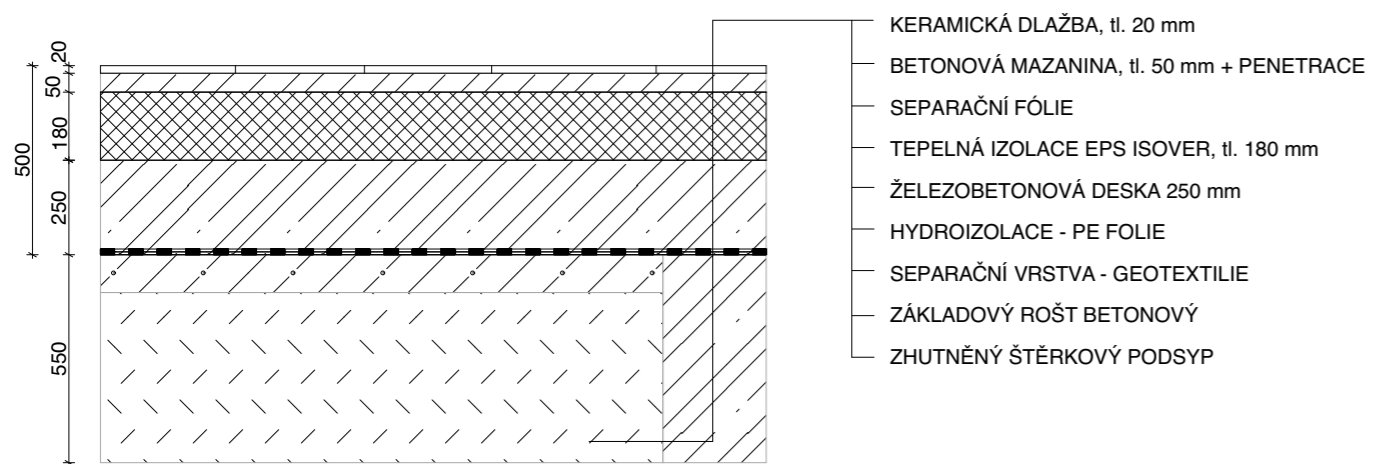 KERAMICKÁ DLAŽBA, tl. 20 mm
BETONOVÁ MAZANINA, tl. 50 mm + PENETRACE
SEPARAČNÍ FÓLIE
TEPELNÁ IZOLACE EPS ISOVER, tl. 180 mm
ŽELEZOBETONOVÁ DESKA 250 mm
HYDROIZOLACE - PE FOLIE
SEPARAČNÍ VRSTVA - GEOTEXTILIE
ZÁKLADOVÝ ROŠT BETONOVÝ
ZHUTNĚNÝ ŠTĚRKOVÝ PODSYP
20
50
180
500
250
550